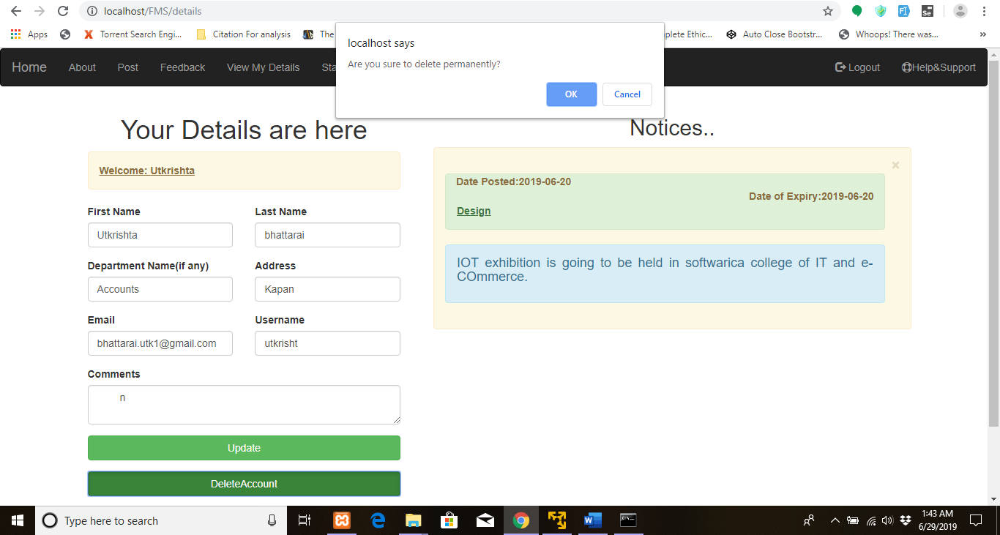 localhost/FMS/details
Apps
Torrent Search Engi...
Citation For analysis
The
plete Ethic...
Auto Close Bootstr...
Whoops! There was...
»
localhost says
Are you sure to delete permanently?
OK
Cancel
Home
About
Post
Feedback
View My Details
Sta
Logout
Help&Support
Your Details are here
Welcome: Utkrishta
First Name
Last Name
Utkrishta
bhattarai
Department Name(if any)
Address
Accounts
Kapan
Email
Username
bhattarai.utk1@gmail.com
utkrisht
Comments
n
Update
DeleteAccount
Notices..
×
Date Posted:2019-06-20
Date of Expiry:2019-06-20
Design
IOT exhibition is going to be held in softwarica college of IT and e-
COmmerce.
Type here to search
1:43 AM
6/29/2019